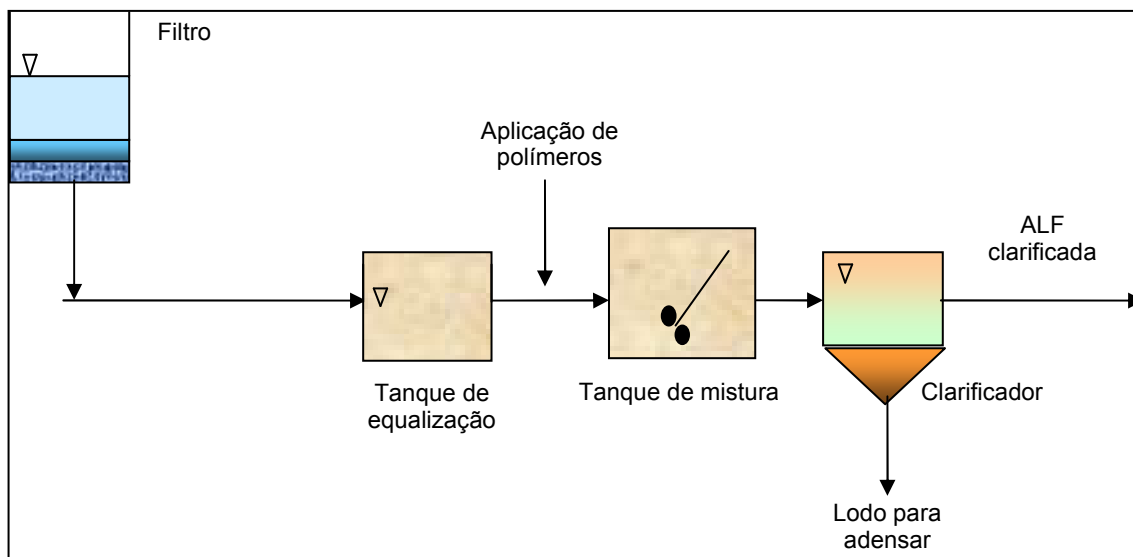 Filtro
Aplicação de
polímeros
ALF
clarificada
Tanque de
equalização
Tanque de mistura
Clarificador
Lodo para
adensar